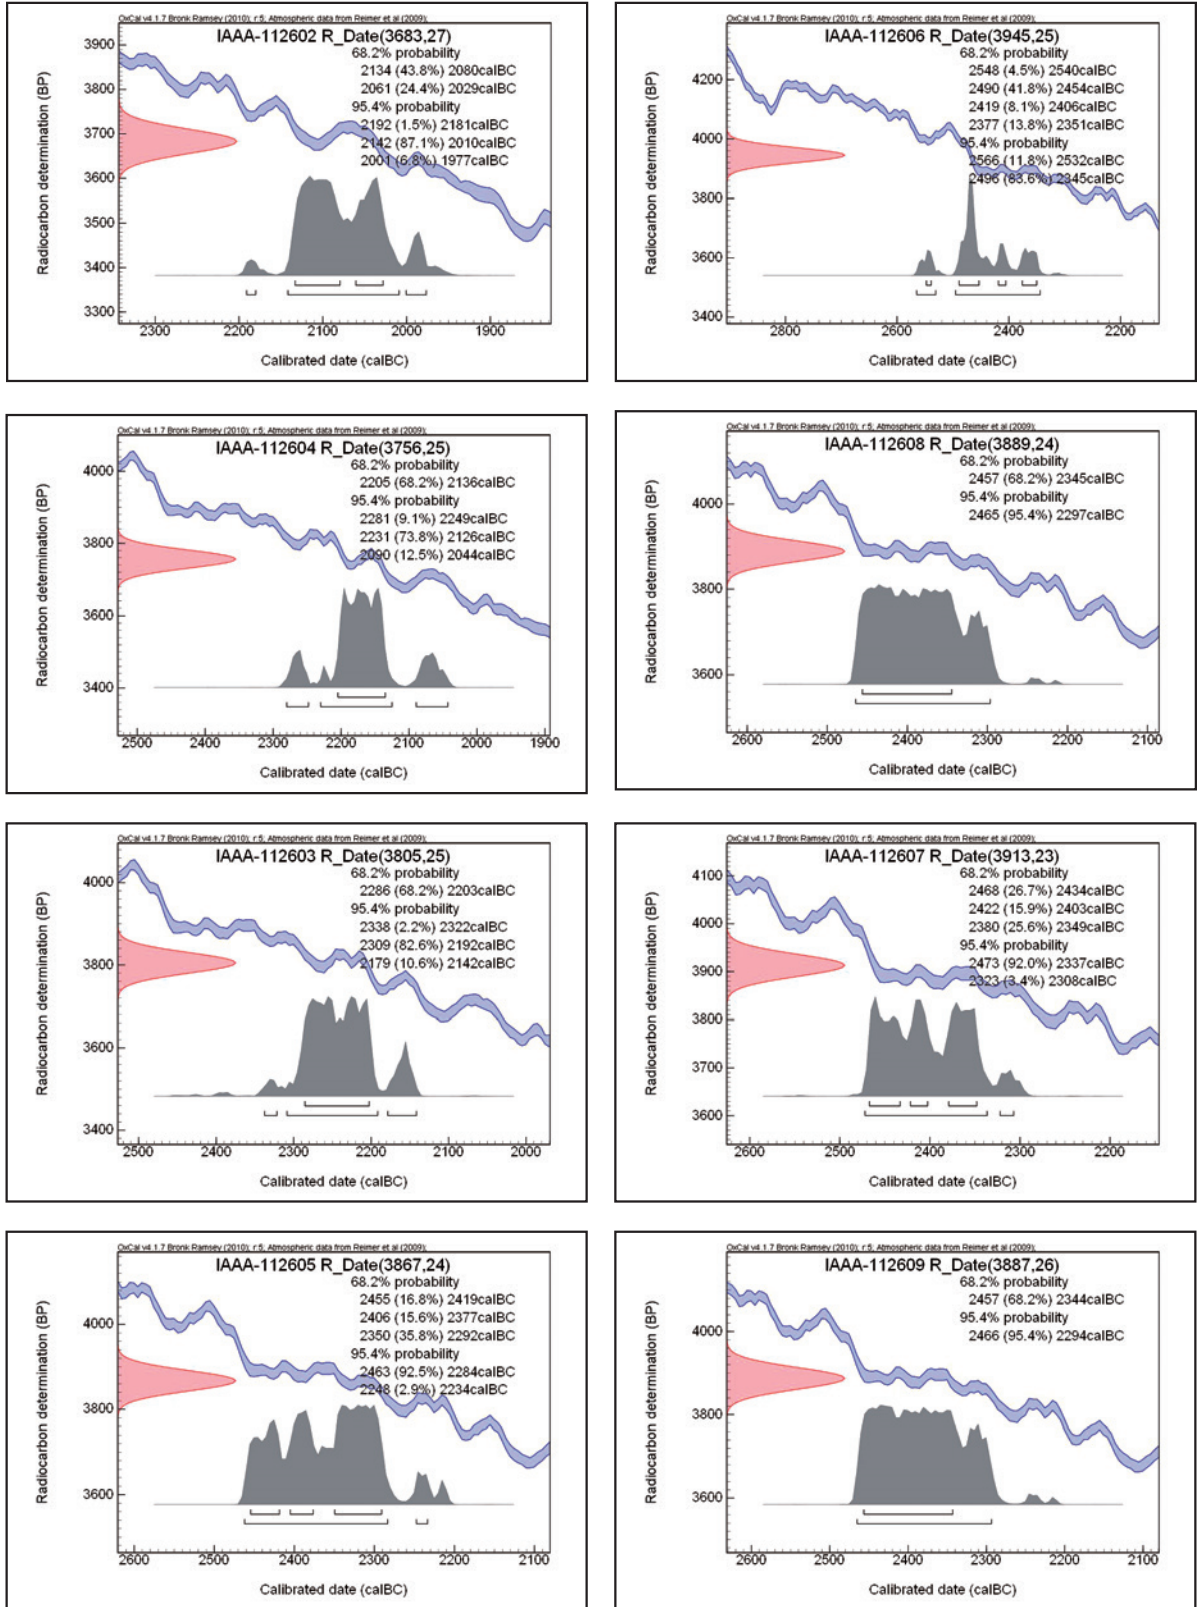 OxCal v4.1.7 Bronk Ramsey (2010); r:5; Atmospheric data from Reimer et al (2009);
IAAA-112602 R_Date(3683,27)
68.2% probability
2134 (43.8%) 2080calBC
2061 (24.4%) 2029calBC
95.4% probability
2192 (1.5%) 2181calBC
2142 (87.1%) 2010calBC
2001 (6.8%) 1977calBC
Radiocarbon determination (BP)
3900
3800
3700
3600
3500
3400
3300
2300 2200 2100 2000 1900
Calibrated date (calBC)
OxCal v4.1.7 Bronk Ramsey (2010); r:5; Atmospheric data from Reimer et al (2009);
IAAA-112606 R_Date(3945,25)
68.2% probability
2548 (4.5%) 2540calBC
2490 (41.8%) 2454calBC
2419 (8.1%) 2406calBC
2377 (13.8%) 2351calBC
95.4% probability
2566 (11.8%) 2532calBC
2496 (83.6%) 2345calBC
Radiocarbon determination (BP)
4200
4000
3800
3600
3400
2800 2600 2400 2200
Calibrated date (calBC)
OxCal v4.1.7 Bronk Ramsey (2010); r:5; Atmospheric data from Reimer et al (2009);
IAAA-112604 R_Date(3756,25)
68.2% probability
2205 (68.2%) 2136calBC
95.4% probability
2281 (9.1%) 2249calBC
2231 (73.8%) 2126calBC
2090 (12.5%) 2044calBC
Radiocarbon determination (BP)
4000
3800
3600
3400
2500 2400 2300 2200 2100 2000 1900
Calibrated date (calBC)
OxCal v4.1.7 Bronk Ramsey (2010); r:5; Atmospheric data from Reimer et al (2009);
IAAA-112608 R_Date(3889,24)
68.2% probability
2457 (68.2%) 2345calBC
95.4% probability
2465 (95.4%) 2297calBC
Radiocarbon determination (BP)
4000
3800
3600
2600 2500 2400 2300 2200 2100
Calibrated date (calBC)
OxCal v4.1.7 Bronk Ramsey (2010); r:5; Atmospheric data from Reimer et al (2009);
IAAA-112603 R_Date(3805,25)
68.2% probability
2286 (68.2%) 2203calBC
95.4% probability
2338 (2.2%) 2322calBC
2309 (82.6%) 2192calBC
2179 (10.6%) 2142calBC
Radiocarbon determination (BP)
4000
3800
3600
3400
2500 2400 2300 2200 2100 2000
Calibrated date (calBC)
OxCal v4.1.7 Bronk Ramsey (2010); r:5; Atmospheric data from Reimer et al (2009);
IAAA-112607 R_Date(3913,23)
68.2% probability
2468 (26.7%) 2434calBC
2422 (15.9%) 2403calBC
2380 (25.6%) 2349calBC
95.4% probability
2473 (92.0%) 2337calBC
2323 (3.4%) 2308calBC
Radiocarbon determination (BP)
4100
4000
3900
3800
3700
3600
2600 2500 2400 2300 2200
Calibrated date (calBC)
OxCal v4.1.7 Bronk Ramsey (2010); r:5; Atmospheric data from Reimer et al (2009);
IAAA-112605 R_Date(3867,24)
68.2% probability
2455 (16.8%) 2419calBC
2406 (15.6%) 2377calBC
2350 (35.8%) 2292calBC
95.4% probability
2463 (92.5%) 2284calBC
2248 (2.9%) 2234calBC
Radiocarbon determination (BP)
4000
3800
3600
2600 2500 2400 2300 2200 2100
Calibrated date (calBC)
OxCal v4.1.7 Bronk Ramsey (2010); r:5; Atmospheric data from Reimer et al (2009);
IAAA-112609 R_Date(3887,26)
68.2% probability
2457 (68.2%) 2344calBC
95.4% probability
2466 (95.4%) 2294calBC
Radiocarbon determination (BP)
4000
3800
3600
2600 2500 2400 2300 2200 2100
Calibrated date (calBC)